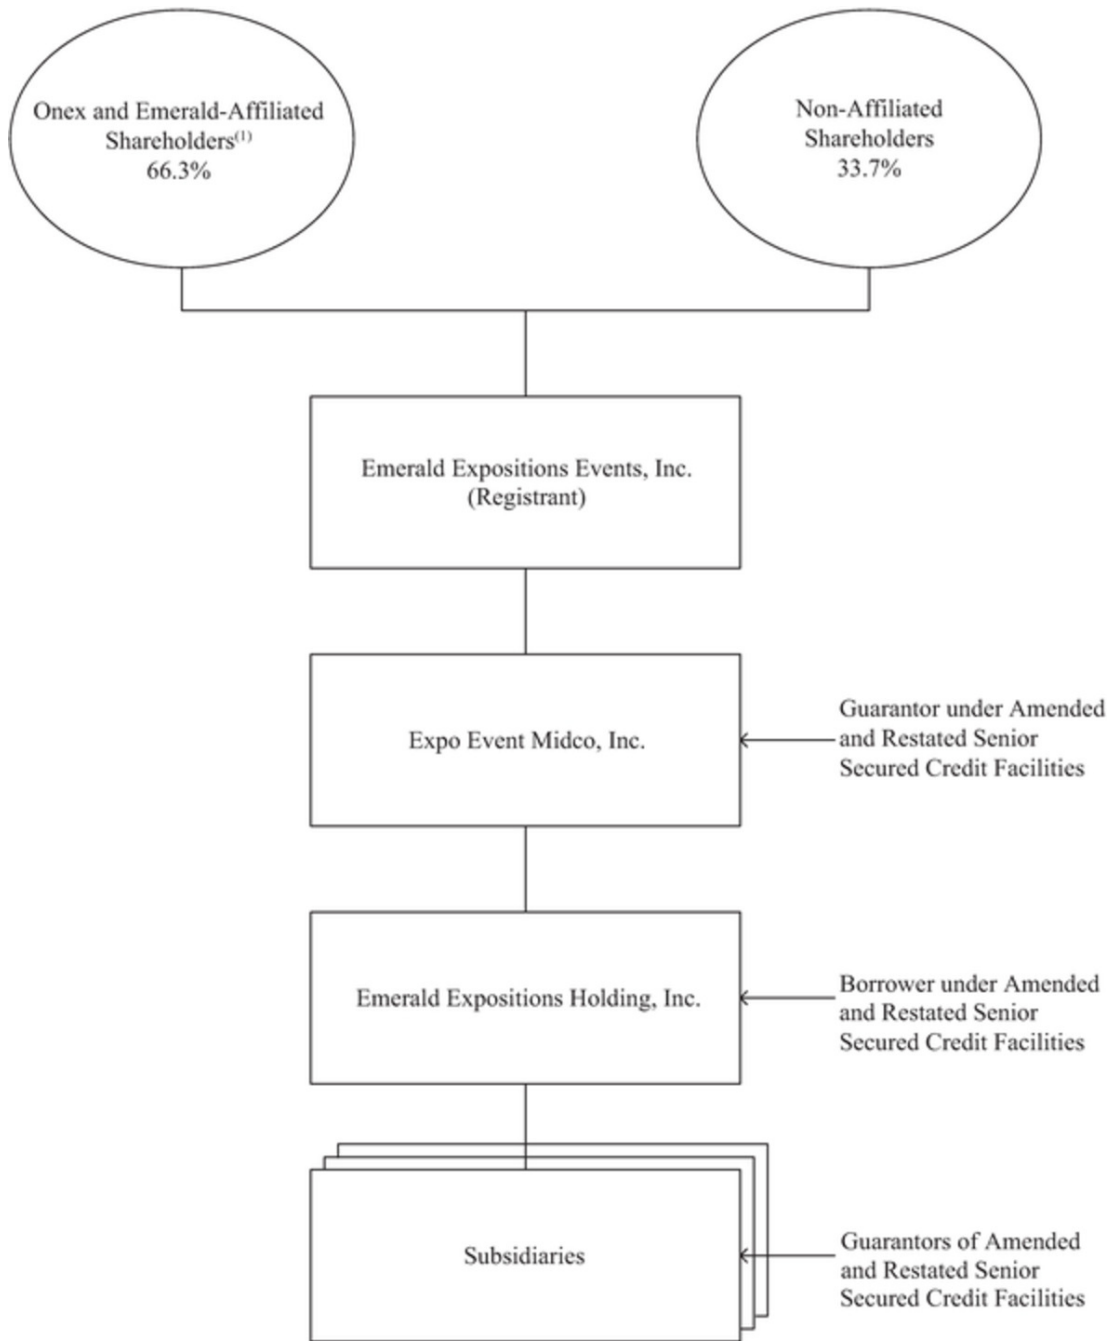 Onex and Emerald-Affiliated
Shareholders(1)
66.3%
Non-Affiliated
Shareholders
33.7%
Emerald Expositions Events, Inc.
(Registrant)
Expo Event Midco, Inc.
Guarantor under Amended
and Restated Senior
Secured Credit Facilities
Emerald Expositions Holding, Inc.
Borrower under Amended
and Restated Senior
Secured Credit Facilities
Subsidiaries
Guarantors of Amended
and Restated Senior
Secured Credit Facilities